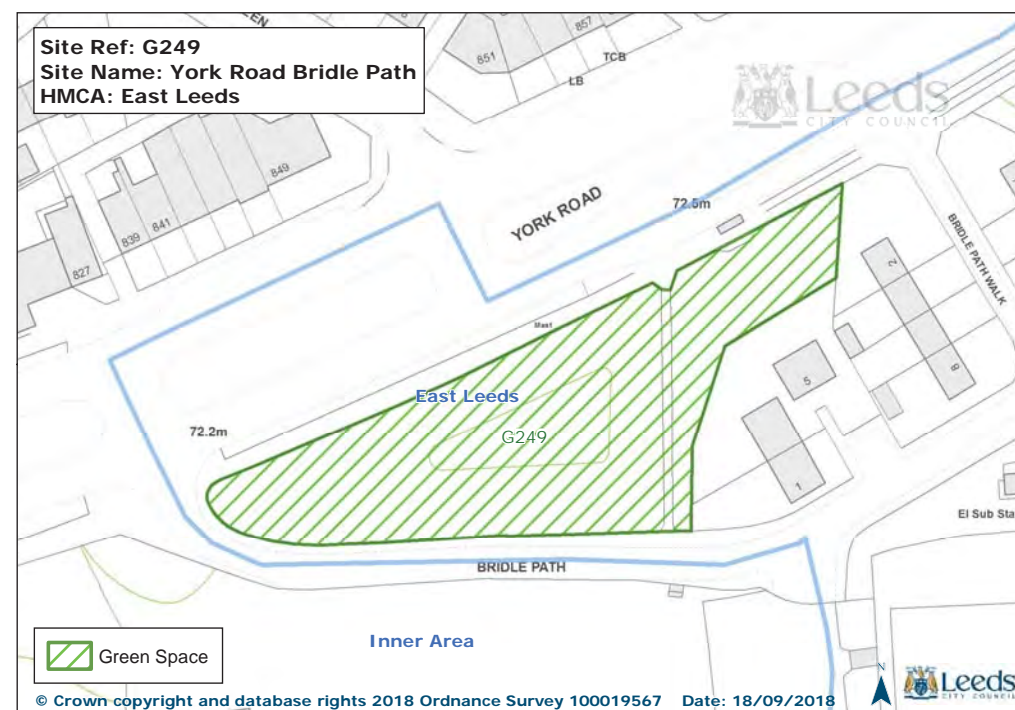 Site Ref: G249
Site Name: York Road Bridle Path
HMCA: East Leeds
851
857
TCB
LB
Leeds
CITY COUNCIL
849
839
841
827
YORK ROAD
72.5m
BRIDLE PATH WALK
2
Mast
5
8
East Leeds
G249
72.2m
1
El Sub Sta
BRIDLE PATH
Inner Area
Green Space
N
Leeds
CITY COUNCIL
© Crown copyright and database rights 2018 Ordnance Survey 100019567 Date: 18/09/2018